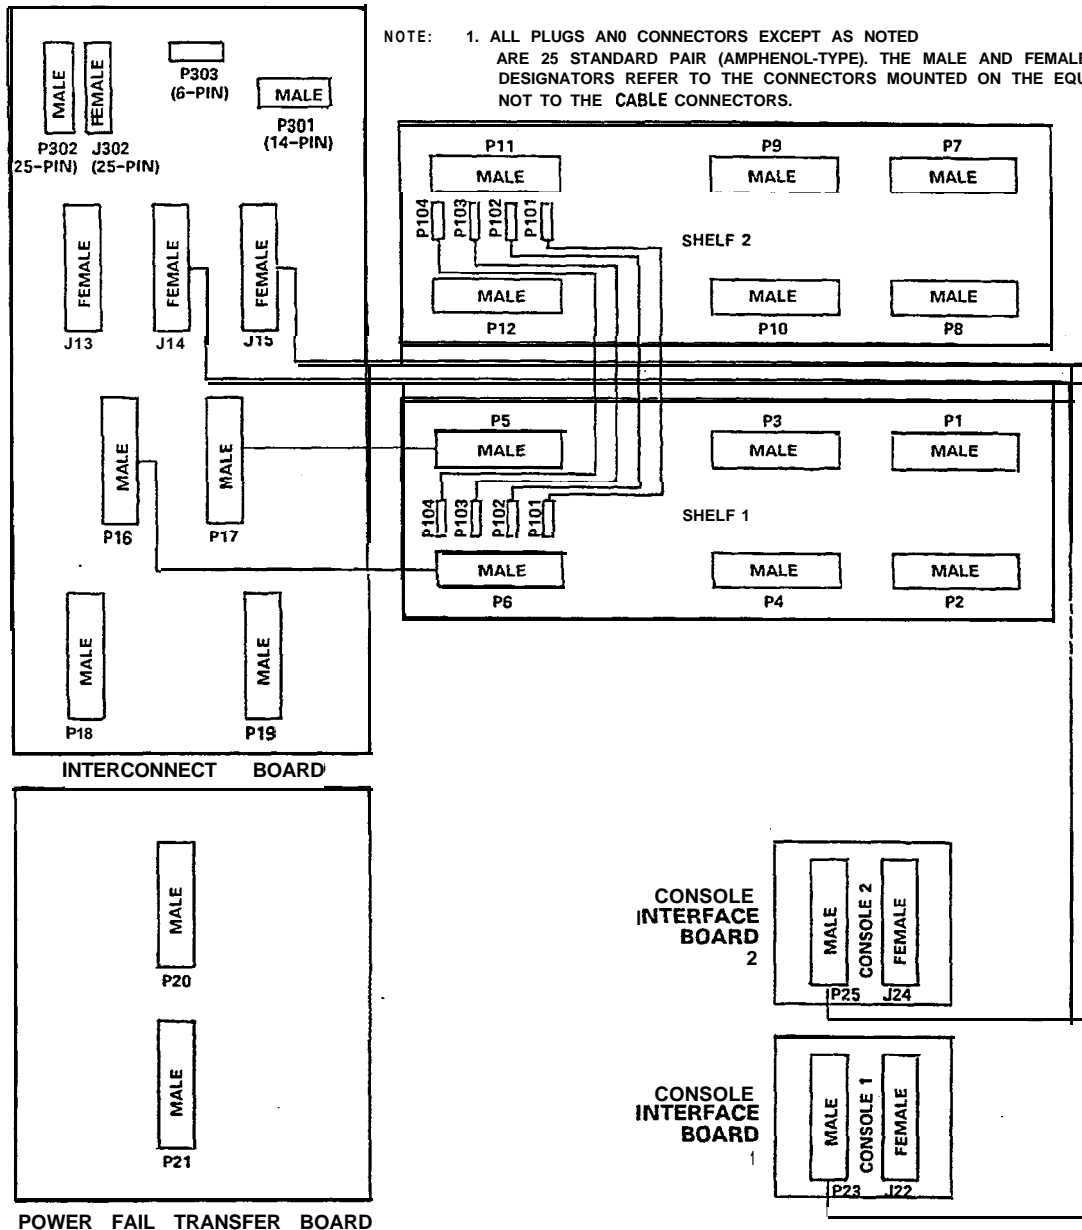 NOTE: 1. ALL PLUGS AN0 CONNECTORS EXCEPT AS NOTED
ARE 25 STANDARD PAIR (AMPHENOL-TYPE). THE MALE AND FEMALE
DESIGNATORS REFER TO THE CONNECTORS MOUNTED ON THE EQU
NOT TO THE CABLE CONNECTORS.
MALE
FEMALE
P303
(6-PIN)
MALE
P301
(14-PIN)
P302
25-PIN)
J302
(25-PIN)
FEMALE
FEMALE
FEMALE
J13
J14
J15
MALE
MALE
P16
P17
MALE
MALE
P18
P19
INTERCONNECT BOARD
P11
MALE
P9
MALE
P7
MALE
P104
P103
P102
P101
SHELF 2
MALE
P12
MALE
P10
MALE
P8
P5
MALE
P3
MALE
P1
MALE
P104
P103
P102
P101
SHELF 1
MALE
P6
MALE
P4
MALE
P2
MALE
P20
MALE
P21
POWER FAIL TRANSFER BOARD
CONSOLE
INTERFACE
BOARD
2
MALE
CONSOLE 2
FEMALE
P25
J24
CONSOLE
INTERFACE
BOARD
1
MALE
CONSOLE 1
FEMALE
P23
J22